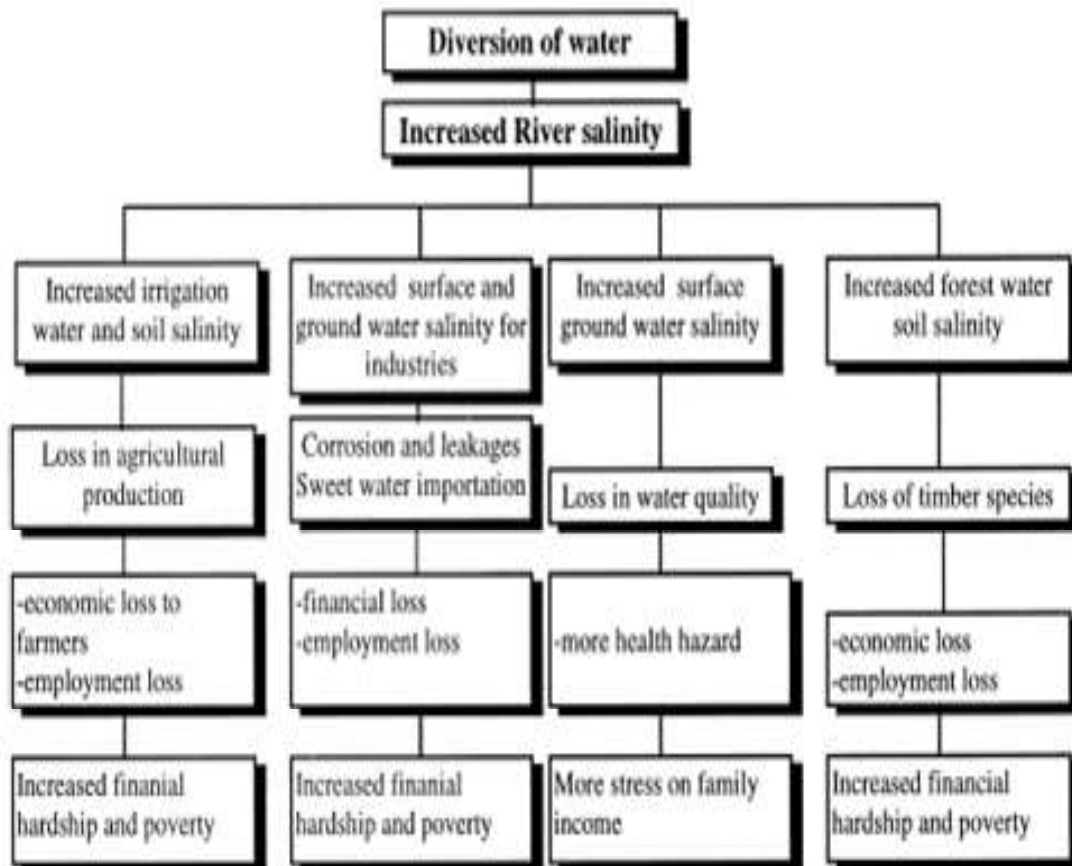 Diversion of water
Increased River salinity
Increased irrigation
water and soil salinity
Increased surface and
ground water salinity for
industries
Increased surface
ground water salinity
Increased forest water
soil salinity
Loss in agricultural
production
Corrosion and leakages
Sweet water importation
Loss in water quality
Loss of timber species
-economic loss to
farmers
-employment loss
-financial loss
-employment loss
-more health hazard
-economic loss
-employment loss
Increased finanial
hardship and poverty
Increased finanial
hardship and poverty
More stress on family
income
Increased financial
hardship and poverty